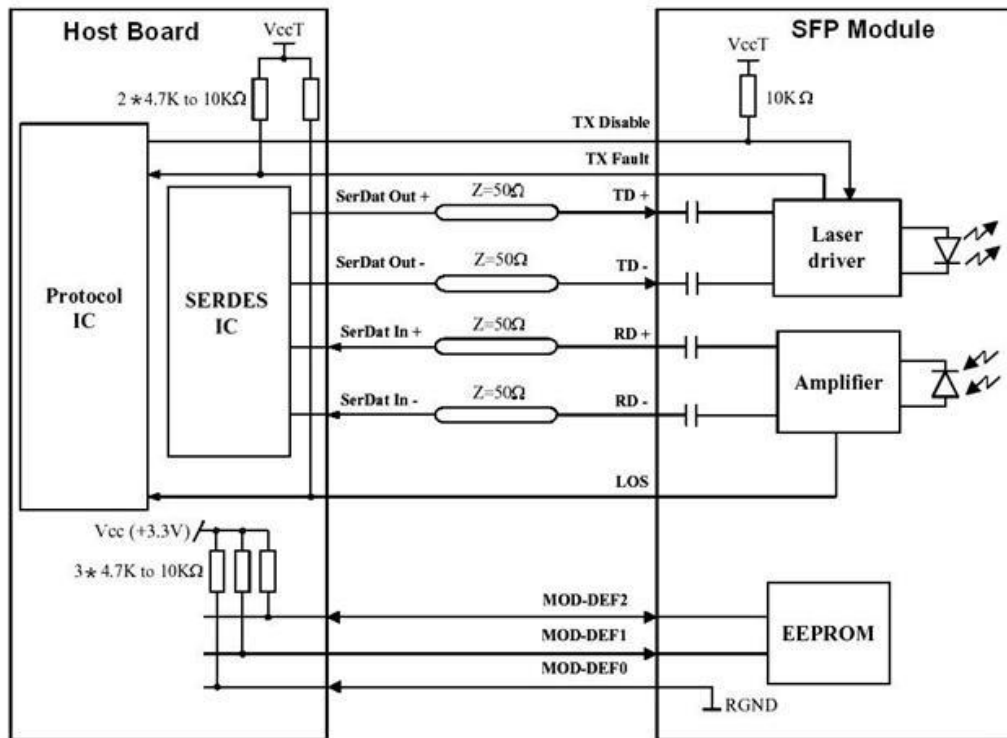 Host Board
SFP Module
VccT
VccT
2*4.7K to 10KΩ
10KΩ
TX Disable
TX Fault
SerDat Out +
Z=50Ω
TD +
SerDat Out -
Z=50Ω
TD -
Laser
driver
Protocol
IC
SERDES
IC
SerDat In +
Z=50Ω
RD +
SerDat In -
Z=50Ω
RD -
Amplifier
LOS
Vcc (+3.3V)
3*4.7K to 10KΩ
MOD-DEF2
MOD-DEF1
MOD-DEF0
EEPROM
RGND